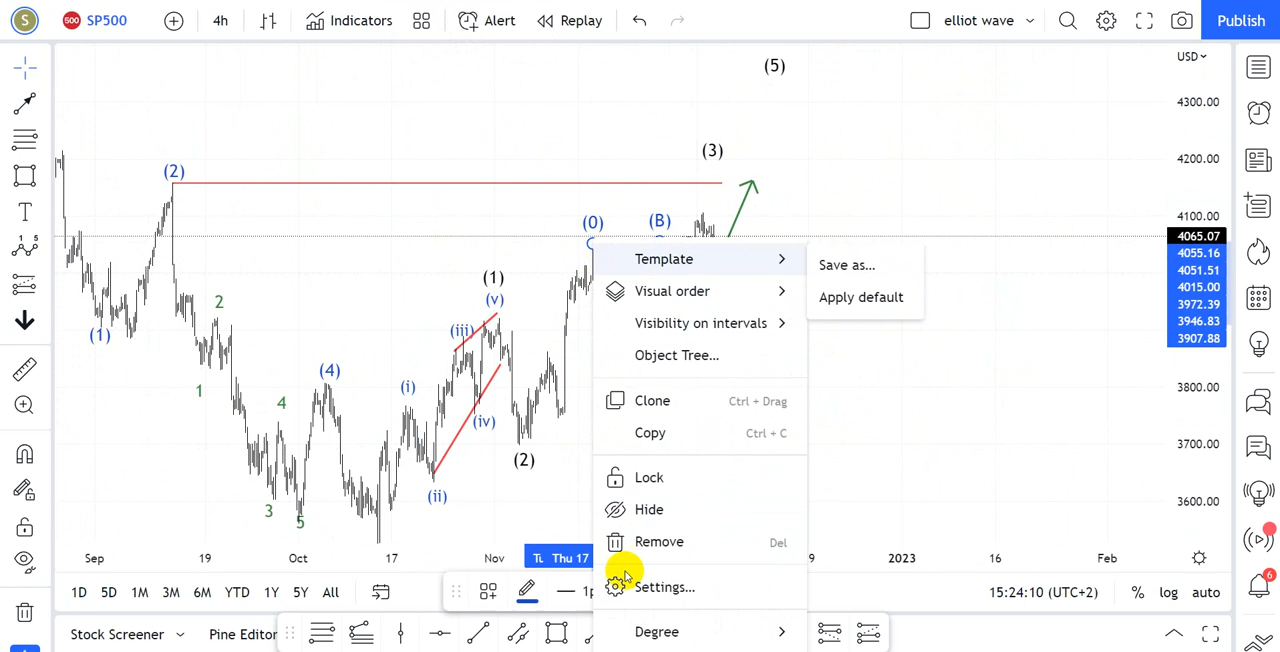 S
500 SP500
4h
Indicators
Alert
Replay
elliot wave
Publish
USD
(5)
4300.00
(3)
4200.00
(2)
(0)
(B)
4100.00
4065.07
4055.16
4051.51
4015.00
3972.39
3946.83
3907.88
Template
Save as...
Visual order
Apply default
Visibility on intervals
Object Tree...
Clone
Ctrl + Drag
Copy
Ctrl + C
Lock
Hide
Remove
Del
Settings...
Degree
(1)
(v)
2
(iii)
(1)
(4)
(i)
1
4
3800.00
(iv)
3700.00
(2)
(ii)
3600.00
3
5
Sep
19
Oct
17
Nov
Thu 17
9
2023
16
Feb
1D 5D 1M 3M 6M YTD 1Y 5Y All
15:24:10 (UTC+2)
% log auto
6
Stock Screener
Pine Editor